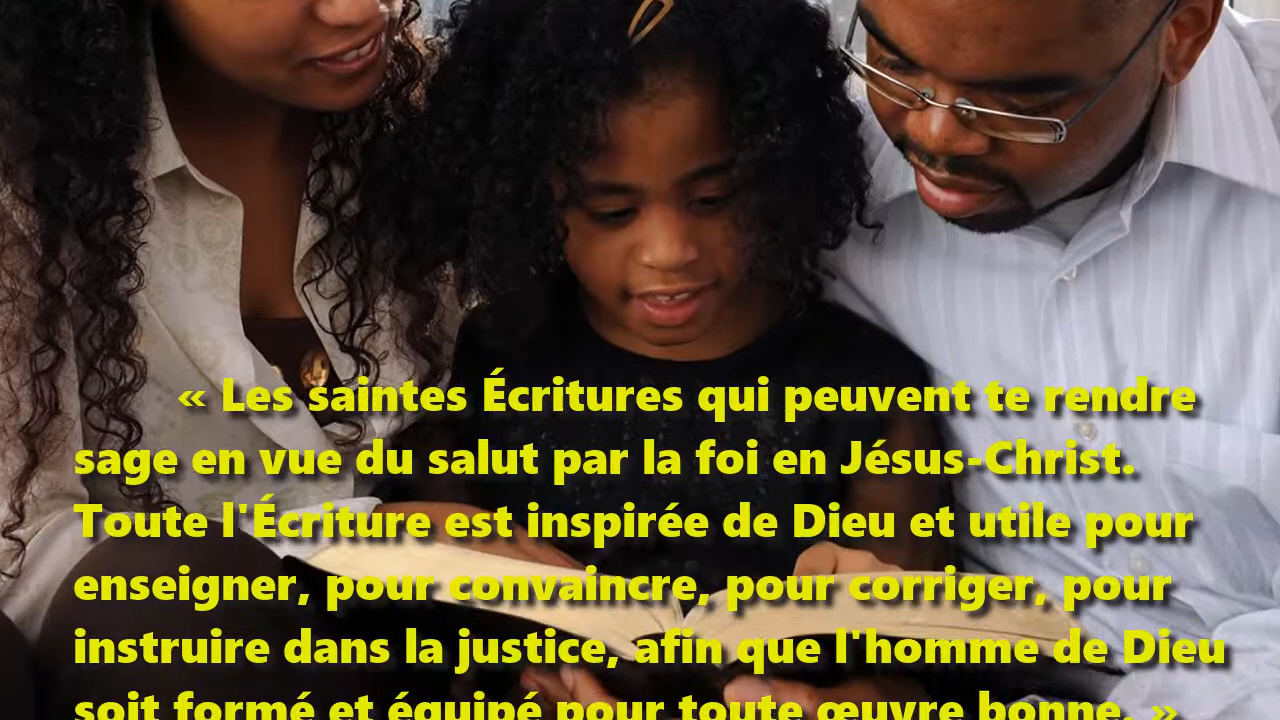 « Les saintes Écritures qui peuvent te rendre
sage en vue du salut par la foi en Jésus-Christ.
Toute l'Écriture est inspirée de Dieu et utile pour
enseigner, pour convaincre, pour corriger, pour
instruire dans la justice, afin que l'homme de Dieu
soit formé et équipé pour toute œuvre bonne. »